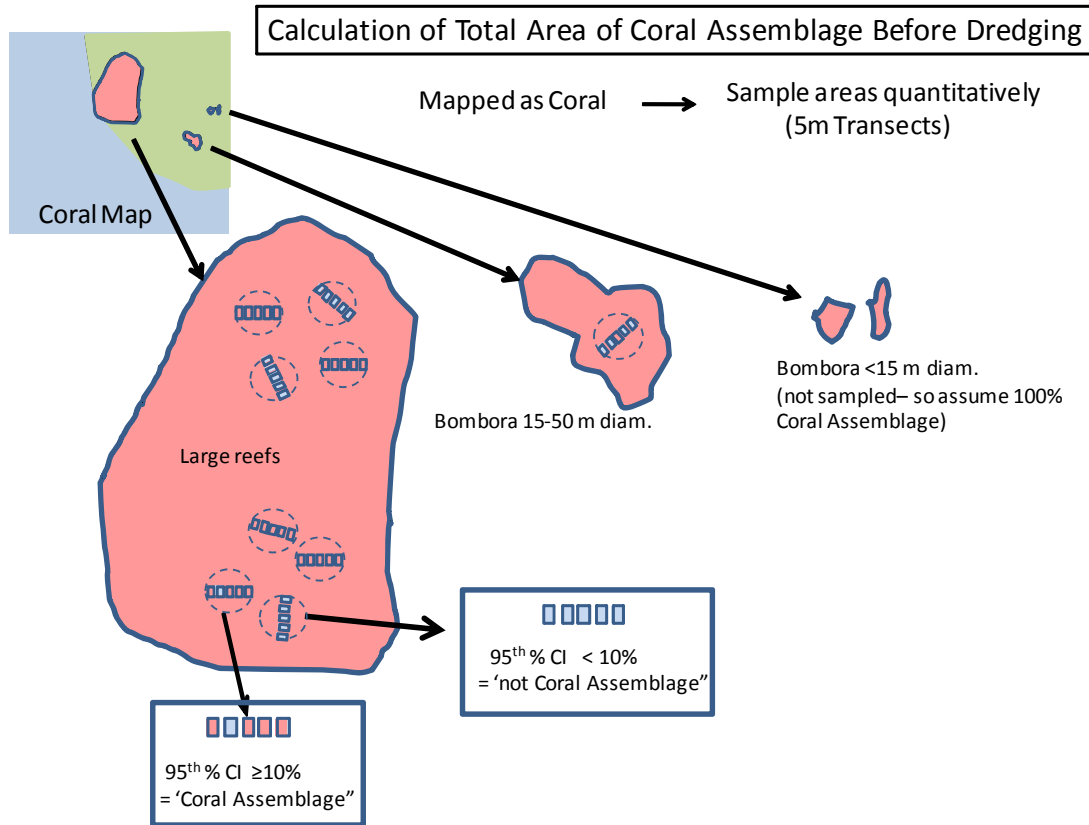 Calculation of Total Area of Coral Assemblage Before Dredging
Mapped as Coral
Sample areas quantitatively
(5m Transects)
Coral Map
Bombora <15 m diam.
(not sampled– so assume 100%
Coral Assemblage)
Bombora 15-50 m diam.
Large reefs
95th % CI < 10%
= ‘not Coral Assemblage”
95th % CI ≥10%
= ‘Coral Assemblage”